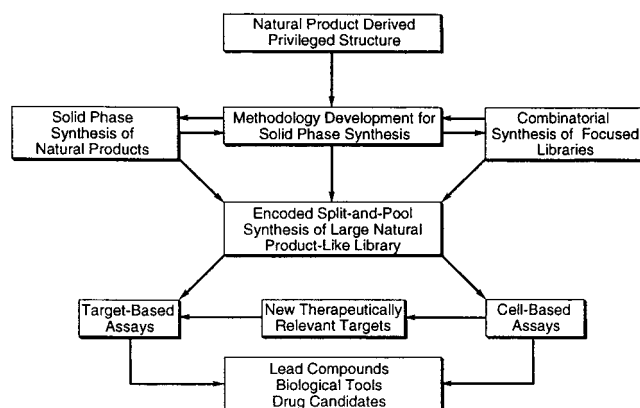 Natural Product Derived
Privileged Structure
Solid Phase
Synthesis of
Natural Products
Methodology Development for
Solid Phase Synthesis
Combinatorial
Synthesis of Focused
Libraries
Encoded Split-and-Pool
Synthesis of Large Natural
Product-Like Library
Target-Based
Assays
New Therapeutically
Relevant Targets
Cell-Based
Assays
Lead Compounds
Biological Tools
Drug Candidates